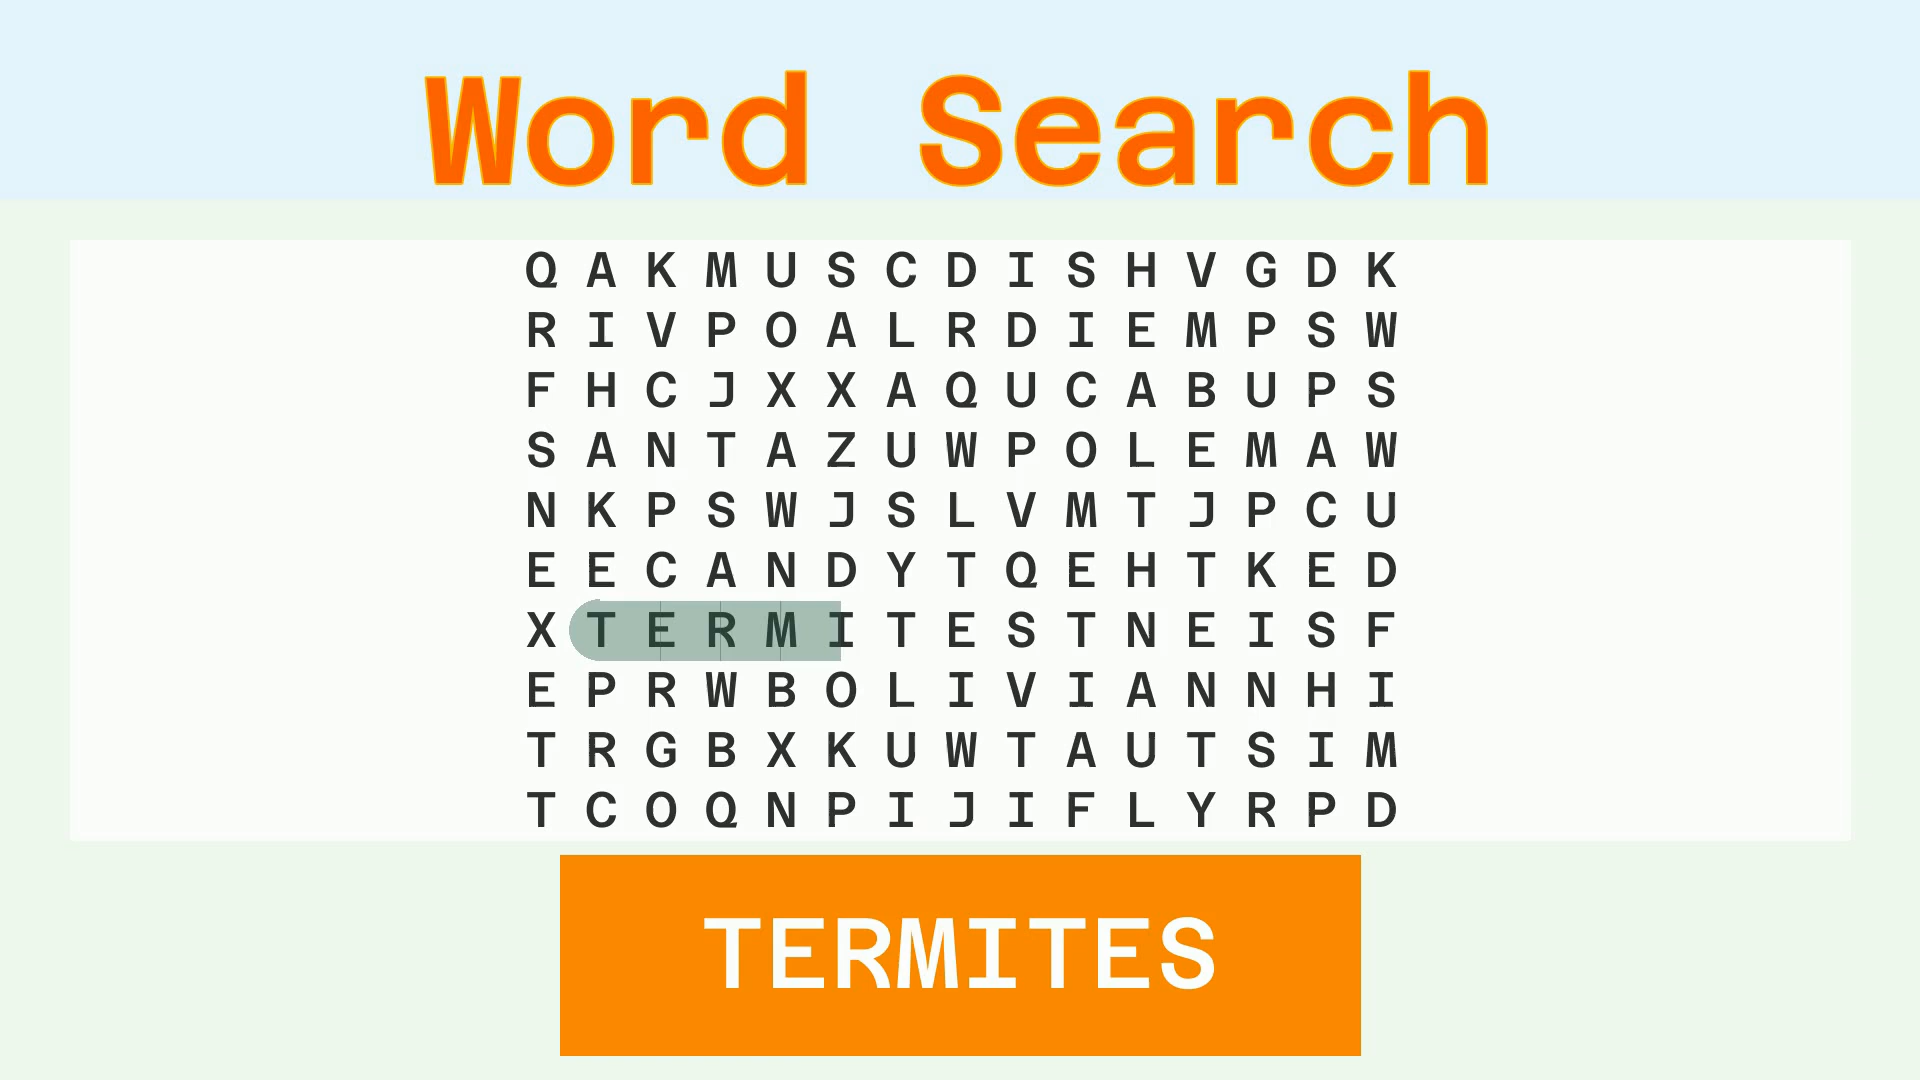 Word Search
Q A K M U S C D I S H V G D K
R I V P O A L R D I E M P S W
F H C J X X A Q U C A B U P S
S A N T A Z U W P O L E M A W
N K P S W J S L V M T J P C U
E E C A N D Y T Q E H T K E D
X T E R M I T E S T N E I S F
E P R W B O L I V I A N N H I
T R G B X K U W T A U T S I M
T C O Q N P I J I F L Y R P D
TERMITES